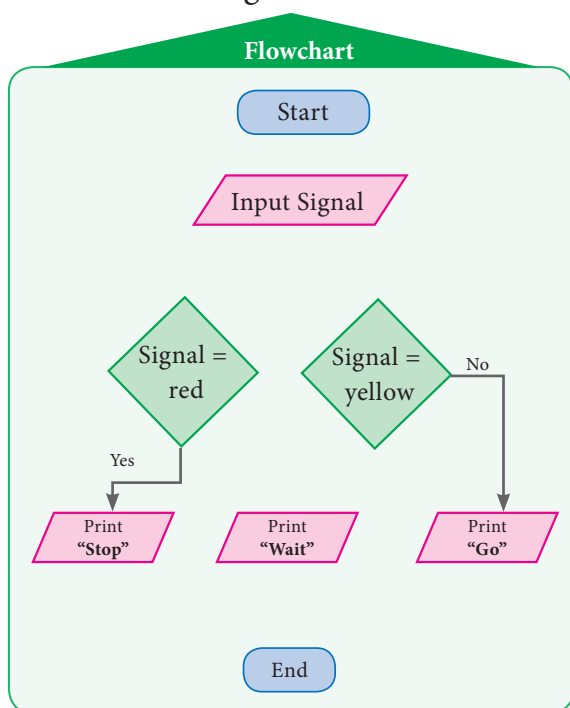 Flowchart
Start
Input Signal
Signal =
red
Signal =
yellow
No
Yes
Print
“Stop”
Print
“Wait”
Print
“Go”
End